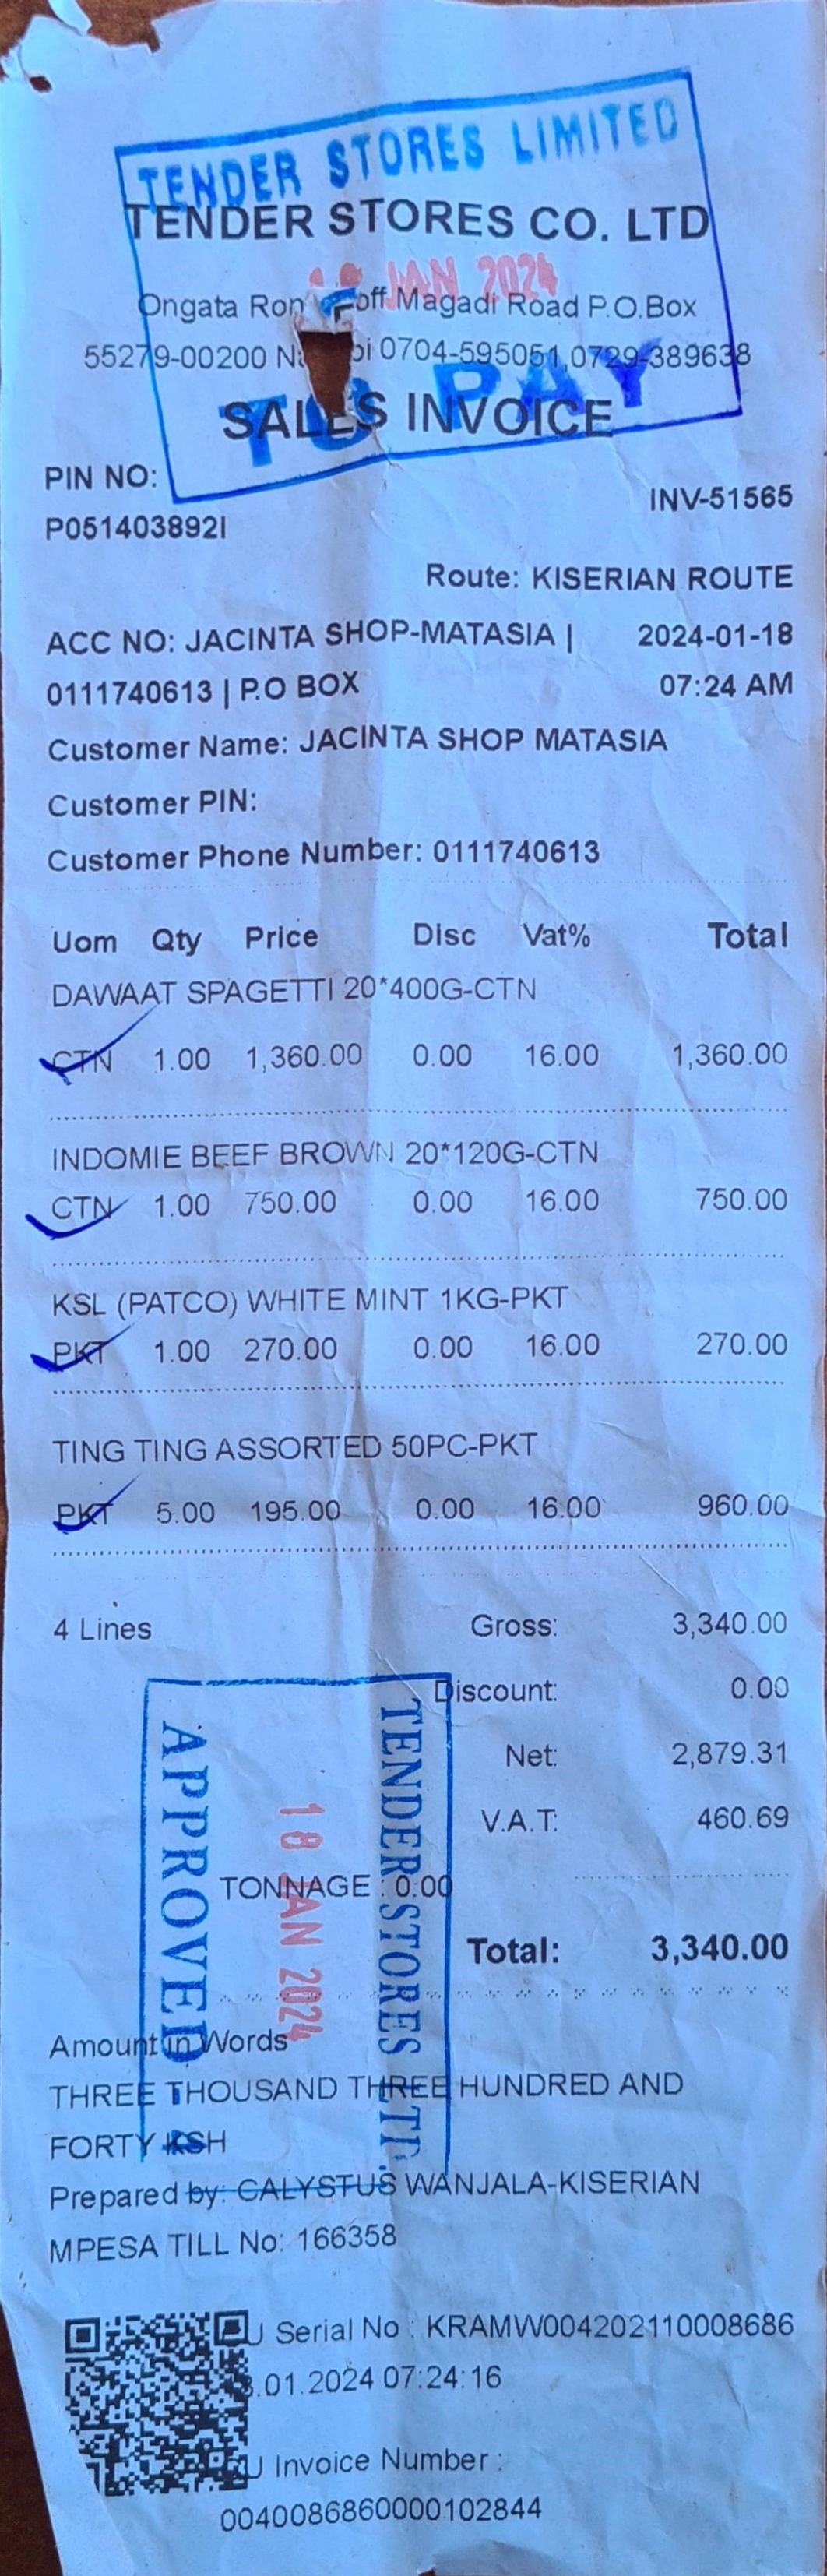 TENDER STORES LIMITED
TENDER STORES CO. LTD
JAN 2024
Ongata Ron off Magadi Road P.O.Box
55279-00200 0704-595051,0729-389638
TO PAY
SALES INVOICE
PIN NO:
P051403892I
INV-51565
Route: KISERIAN ROUTE
ACC NO: JACINTA SHOP-MATASIA | 2024-01-18
0111740613 | P.O BOX 07:24 AM
Customer Name: JACINTA SHOP MATASIA
Customer PIN:
Customer Phone Number: 0111740613
Uom Qty Price Disc Vat% Total
DAWAAT SPAGETTI 20*400G-CTN
CTN 1.00 1,360.00 0.00 16.00 1,360.00
INDOMIE BEEF BROWN 20*120G-CTN
CTN 1.00 750.00 0.00 16.00 750.00
KSL (PATCO) WHITE MINT 1KG-PKT
PKT 1.00 270.00 0.00 16.00 270.00
TING TING ASSORTED 50PC-PKT
PKT 5.00 195.00 0.00 16.00 960.00
4 Lines Gross: 3,340.00
Discount: 0.00
Net: 2,879.31
V.A.T: 460.69
TONNAGE : 0.00
Total: 3,340.00
APPROVED
18 JAN 2024
TENDER STORES LTD.
Amount in Words
THREE THOUSAND THREE HUNDRED AND
FORTY KSH
Prepared by: CALYSTUS WANJALA-KISERIAN
MPESA TILL No: 166358
U Serial No : KRAMW004202110008686
.01.2024 07:24:16
U Invoice Number :
0040086860000102844